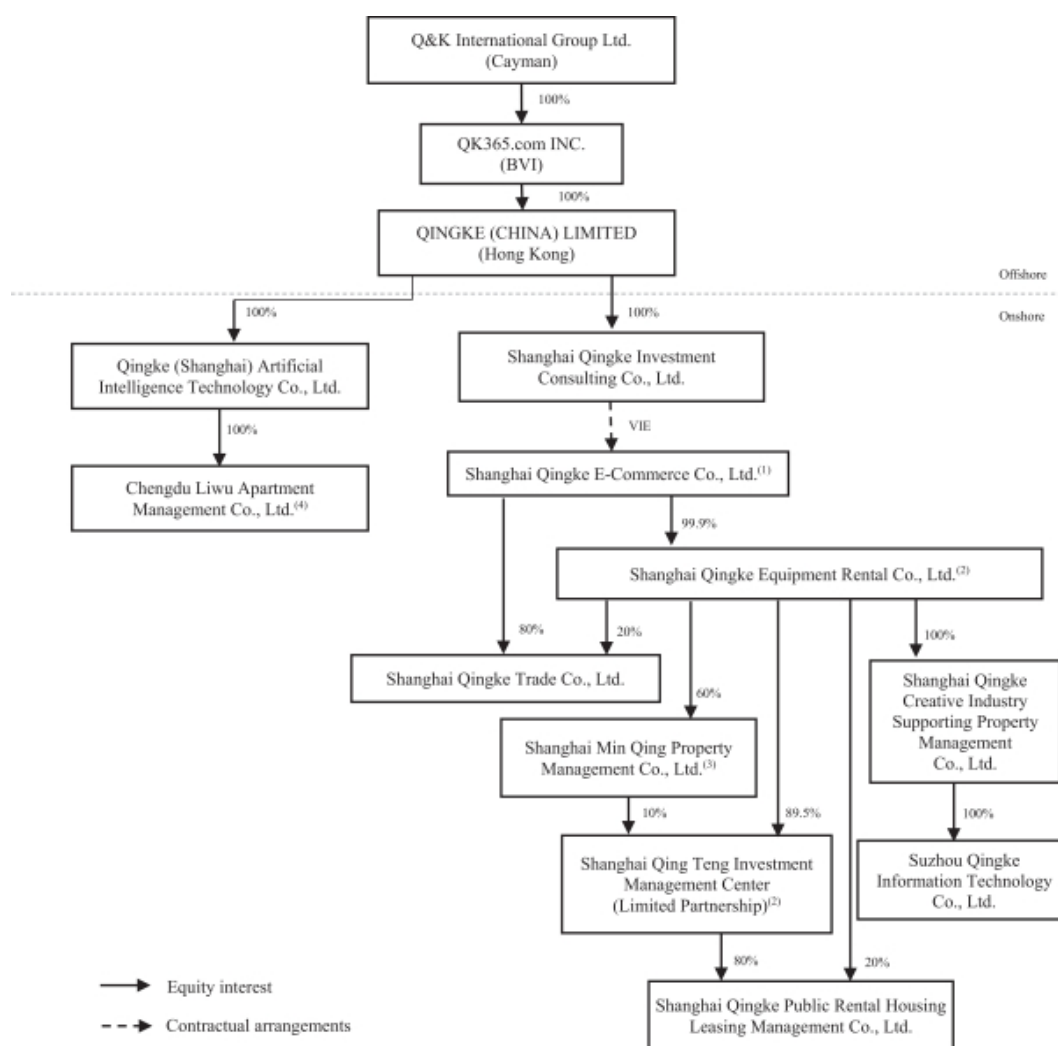 Q&K International Group Ltd.
(Cayman)
100%
QK365.com INC.
(BVI)
100%
QINGKE (CHINA) LIMITED
(Hong Kong)
Offshore
Onshore
100%
100%
Qingke (Shanghai) Artificial
Intelligence Technology Co., Ltd.
Shanghai Qingke Investment
Consulting Co., Ltd.
100%
VIE
Chengdu Liwu Apartment
Management Co., Ltd.(4)
Shanghai Qingke E-Commerce Co., Ltd.(1)
99.9%
Shanghai Qingke Equipment Rental Co., Ltd.(2)
80%
20%
100%
Shanghai Qingke Trade Co., Ltd.
Shanghai Qingke
Creative Industry
Supporting Property
Management
Co., Ltd.
60%
Shanghai Min Qing Property
Management Co., Ltd.(3)
10%
89.5%
100%
Shanghai Qing Teng Investment
Management Center
(Limited Partnership)(2)
Suzhou Qingke
Information Technology
Co., Ltd.
80%
20%
Shanghai Qingke Public Rental Housing
Leasing Management Co., Ltd.
Equity interest
Contractual arrangements